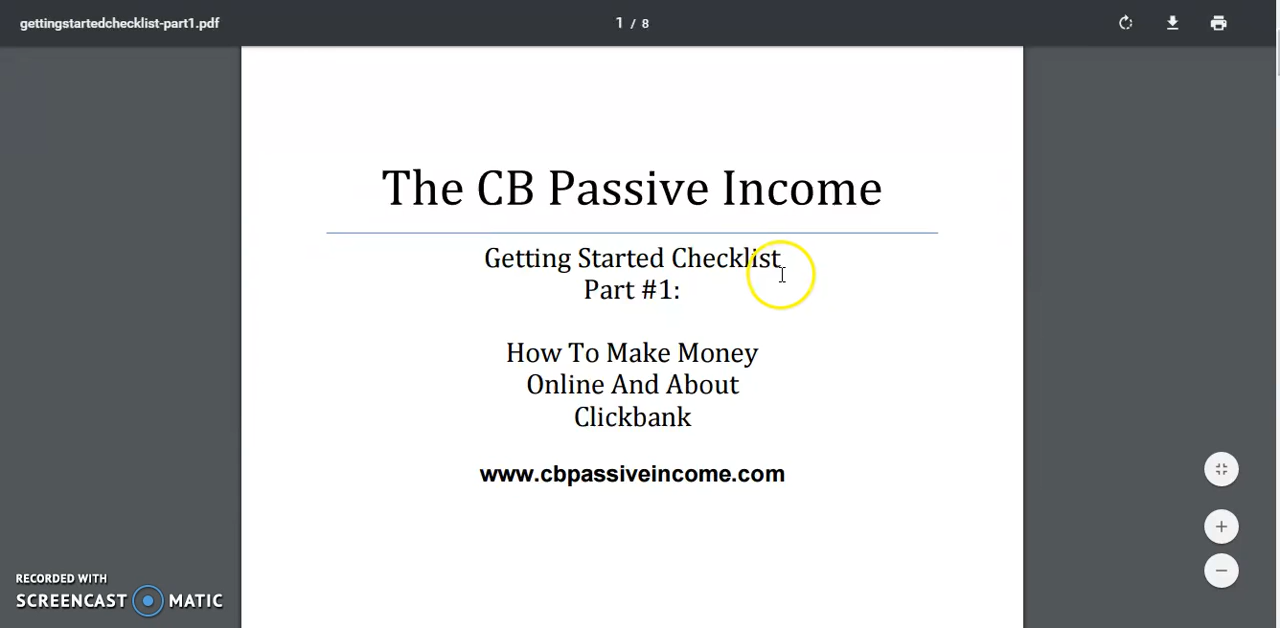 gettingstartedchecklist-part1.pdf
1 / 8
The CB Passive Income
Getting Started Checklist
Part #1:
How To Make Money
Online And About
Clickbank
www.cbpassiveincome.com
RECORDED WITH
SCREENCAST MATIC